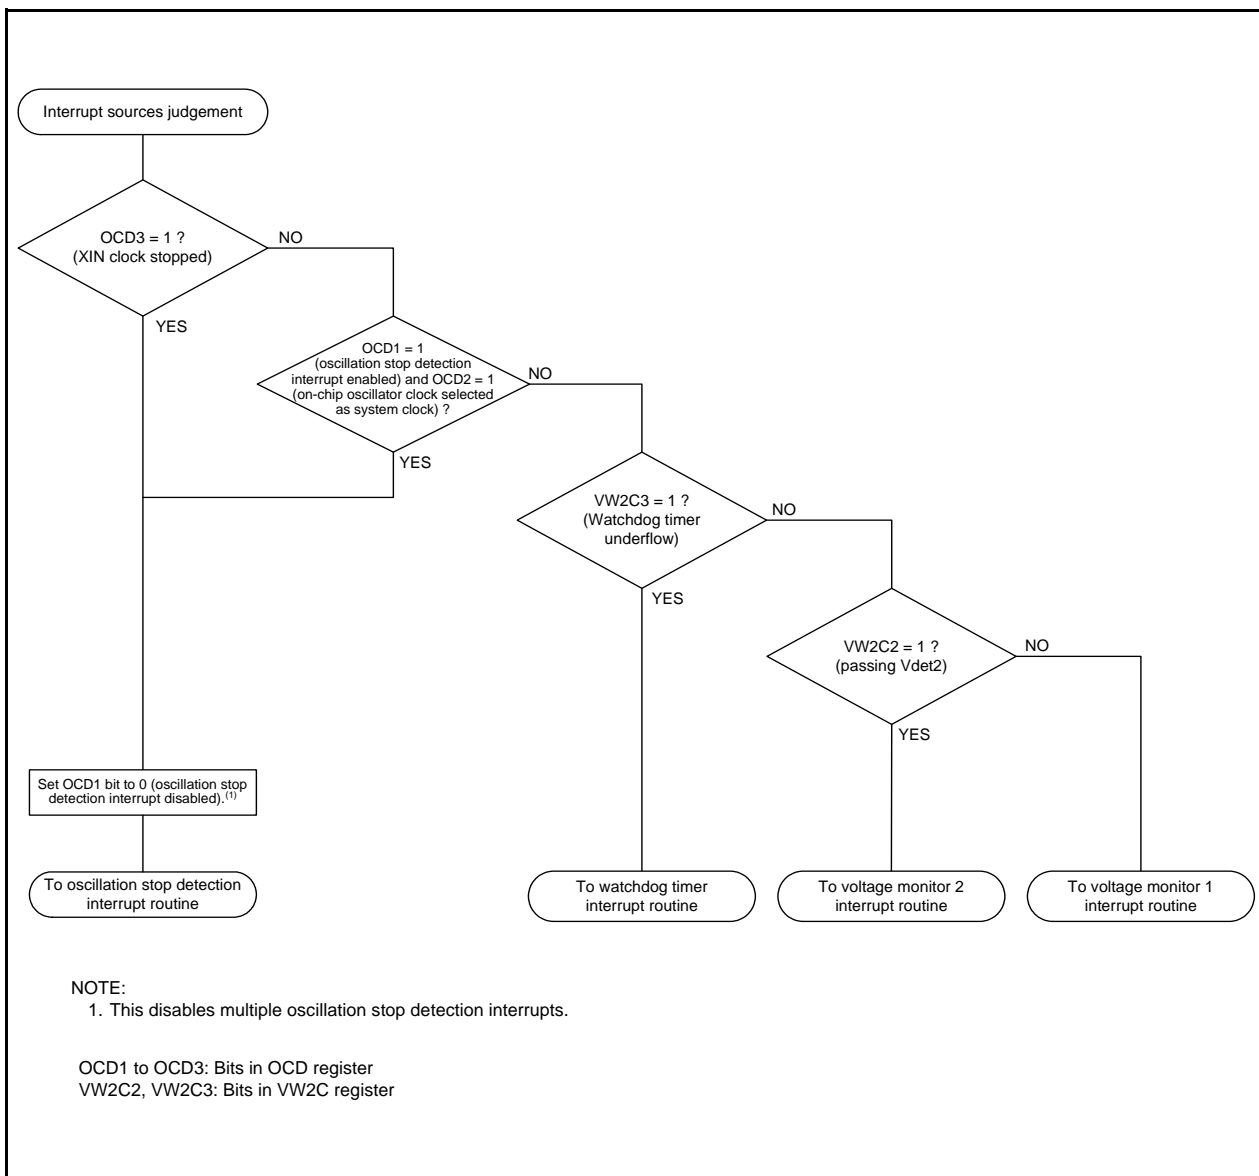 Interrupt sources judgement
OCD3 = 1 ?
(XIN clock stopped)
NO
YES
OCD1 = 1
(oscillation stop detection
interrupt enabled) and OCD2 = 1
(on-chip oscillator clock selected
as system clock) ?
NO
YES
VW2C3 = 1 ?
(Watchdog timer
underflow)
NO
YES
VW2C2 = 1 ?
(passing Vdet2)
NO
YES
Set OCD1 bit to 0 (oscillation stop
detection interrupt disabled).(1)
To oscillation stop detection
interrupt routine
To watchdog timer
interrupt routine
To voltage monitor 2
interrupt routine
To voltage monitor 1
interrupt routine
NOTE:
1. This disables multiple oscillation stop detection interrupts.
OCD1 to OCD3: Bits in OCD register
VW2C2, VW2C3: Bits in VW2C register